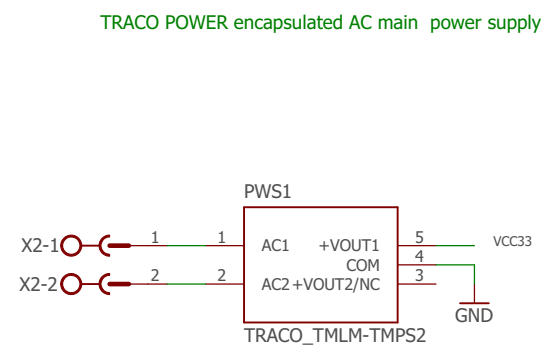 TRACO POWER encapsulated AC main power supply
PWS1
X2-1 1 1 AC1 +VOUT1 5 VCC33
COM 4
X2-2 2 2 AC2 +VOUT2/NC 3
GND
TRACO_TMLM-TMPS2